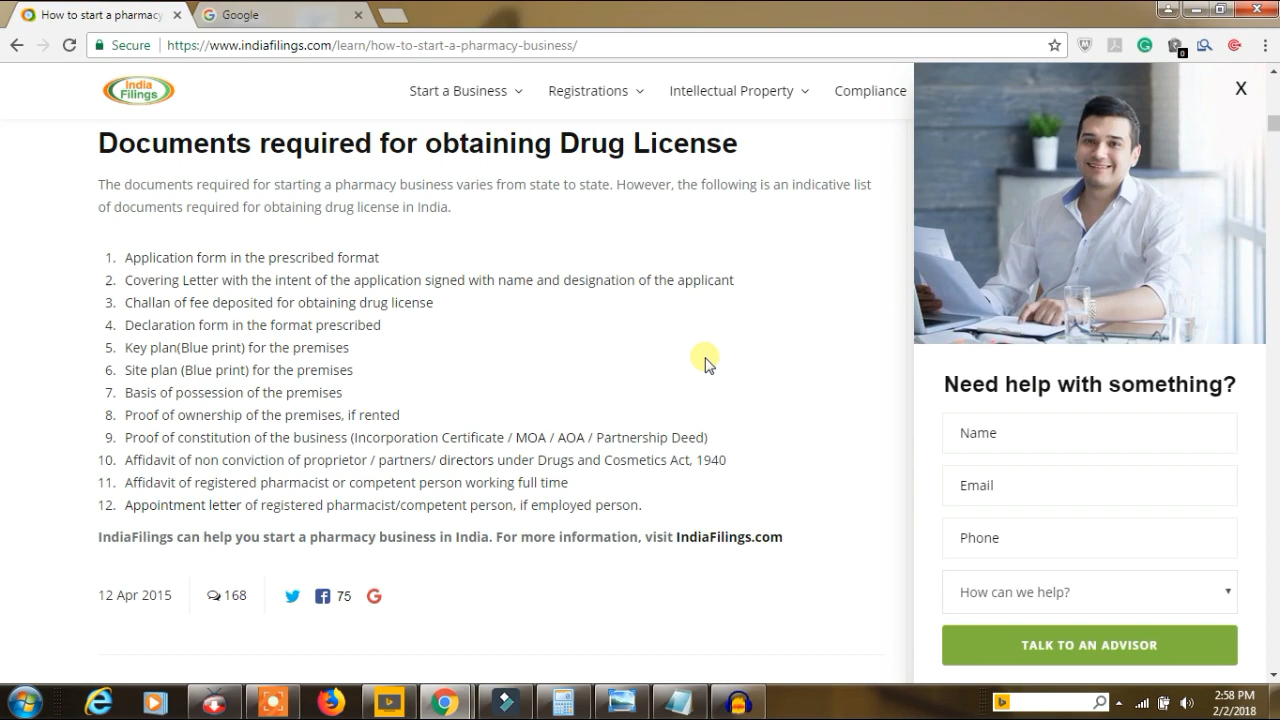 How to start a pharmacy
Google
Secure
https://www.indiafilings.com/learn/how-to-start-a-pharmacy-business/
0
India
Filings
Start a Business
Registrations
Intellectual Property
Compliance
X
Documents required for obtaining Drug License
The documents required for starting a pharmacy business varies from state to state. However, the following is an indicative list
of documents required for obtaining drug license in India.
1. Application form in the prescribed format
2. Covering Letter with the intent of the application signed with name and designation of the applicant
3. Challan of fee deposited for obtaining drug license
4. Declaration form in the format prescribed
5. Key plan(Blue print) for the premises
6. Site plan (Blue print) for the premises
7. Basis of possession of the premises
8. Proof of ownership of the premises, if rented
9. Proof of constitution of the business (Incorporation Certificate / MOA / AOA / Partnership Deed)
10. Affidavit of non conviction of proprietor / partners/ directors under Drugs and Cosmetics Act, 1940
11. Affidavit of registered pharmacist or competent person working full time
12. Appointment letter of registered pharmacist/competent person, if employed person.
IndiaFilings can help you start a pharmacy business in India. For more information, visit IndiaFilings.com
12 Apr 2015
168
75
Need help with something?
Name
Email
Phone
How can we help?
TALK TO AN ADVISOR
2:58 PM
2/2/2018